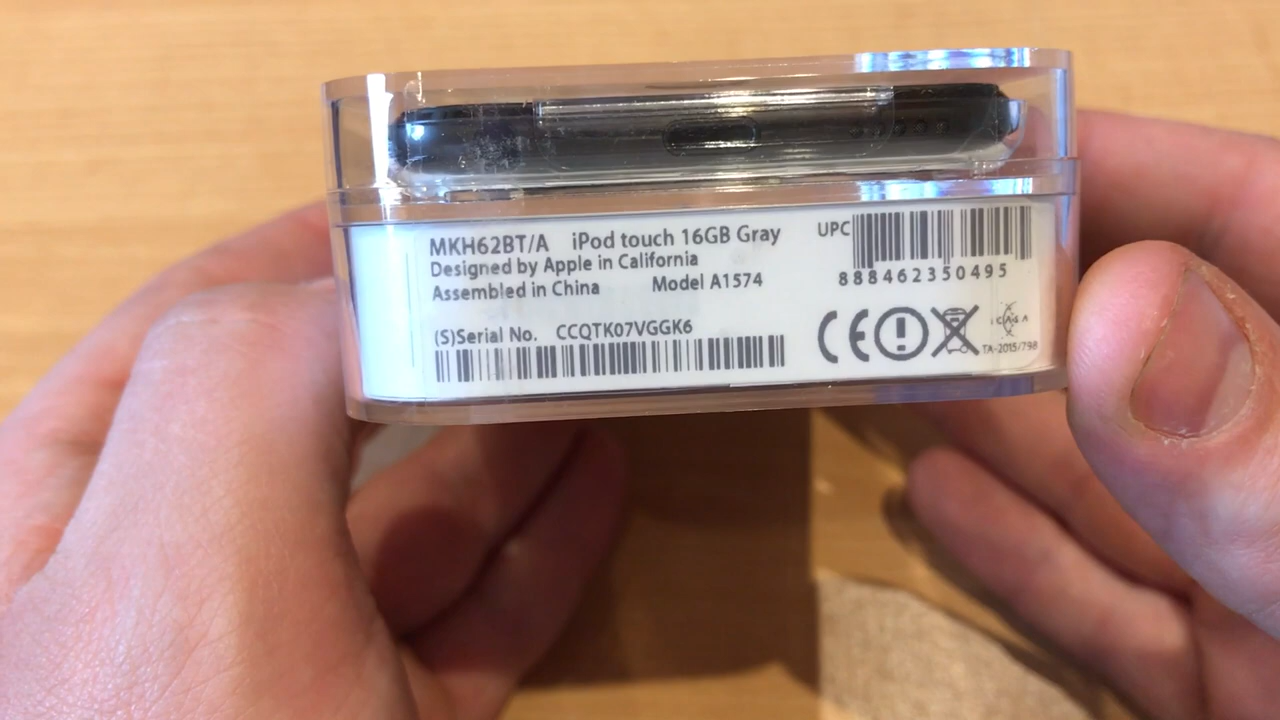 MKH62BT/A iPod touch 16GB Gray
Designed by Apple in California
Assembled in China Model A1574
(S)Serial No. CCQTK07VGGK6
UPC
888462350495
CE
ICASA
TA-2015/798